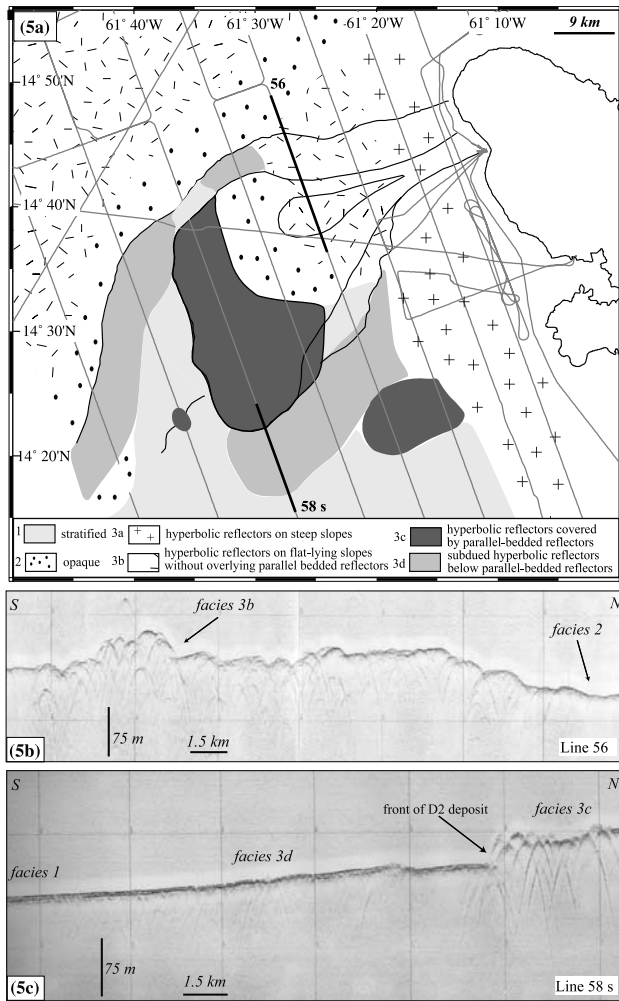 (5a)
61° 40'W
61° 30'W
-61° 20'W
61° 10'W
9 km
14° 50'N
56
14° 40'N
14° 30'N
14° 20'N
58 s
1 stratified
3a hyperbolic reflectors on steep slopes
2 opaque
3b hyperbolic reflectors on flat-lying slopes
without overlying parallel bedded reflectors
3c hyperbolic reflectors covered
by parallel-bedded reflectors
3d subdued hyperbolic reflectors
below parallel-bedded reflectors
S
facies 3b
N
facies 2
75 m
1.5 km
(5b)
Line 56
S
N
front of D2 deposit
facies 3c
facies 3d
facies 1
75 m
1.5 km
(5c)
Line 58 s